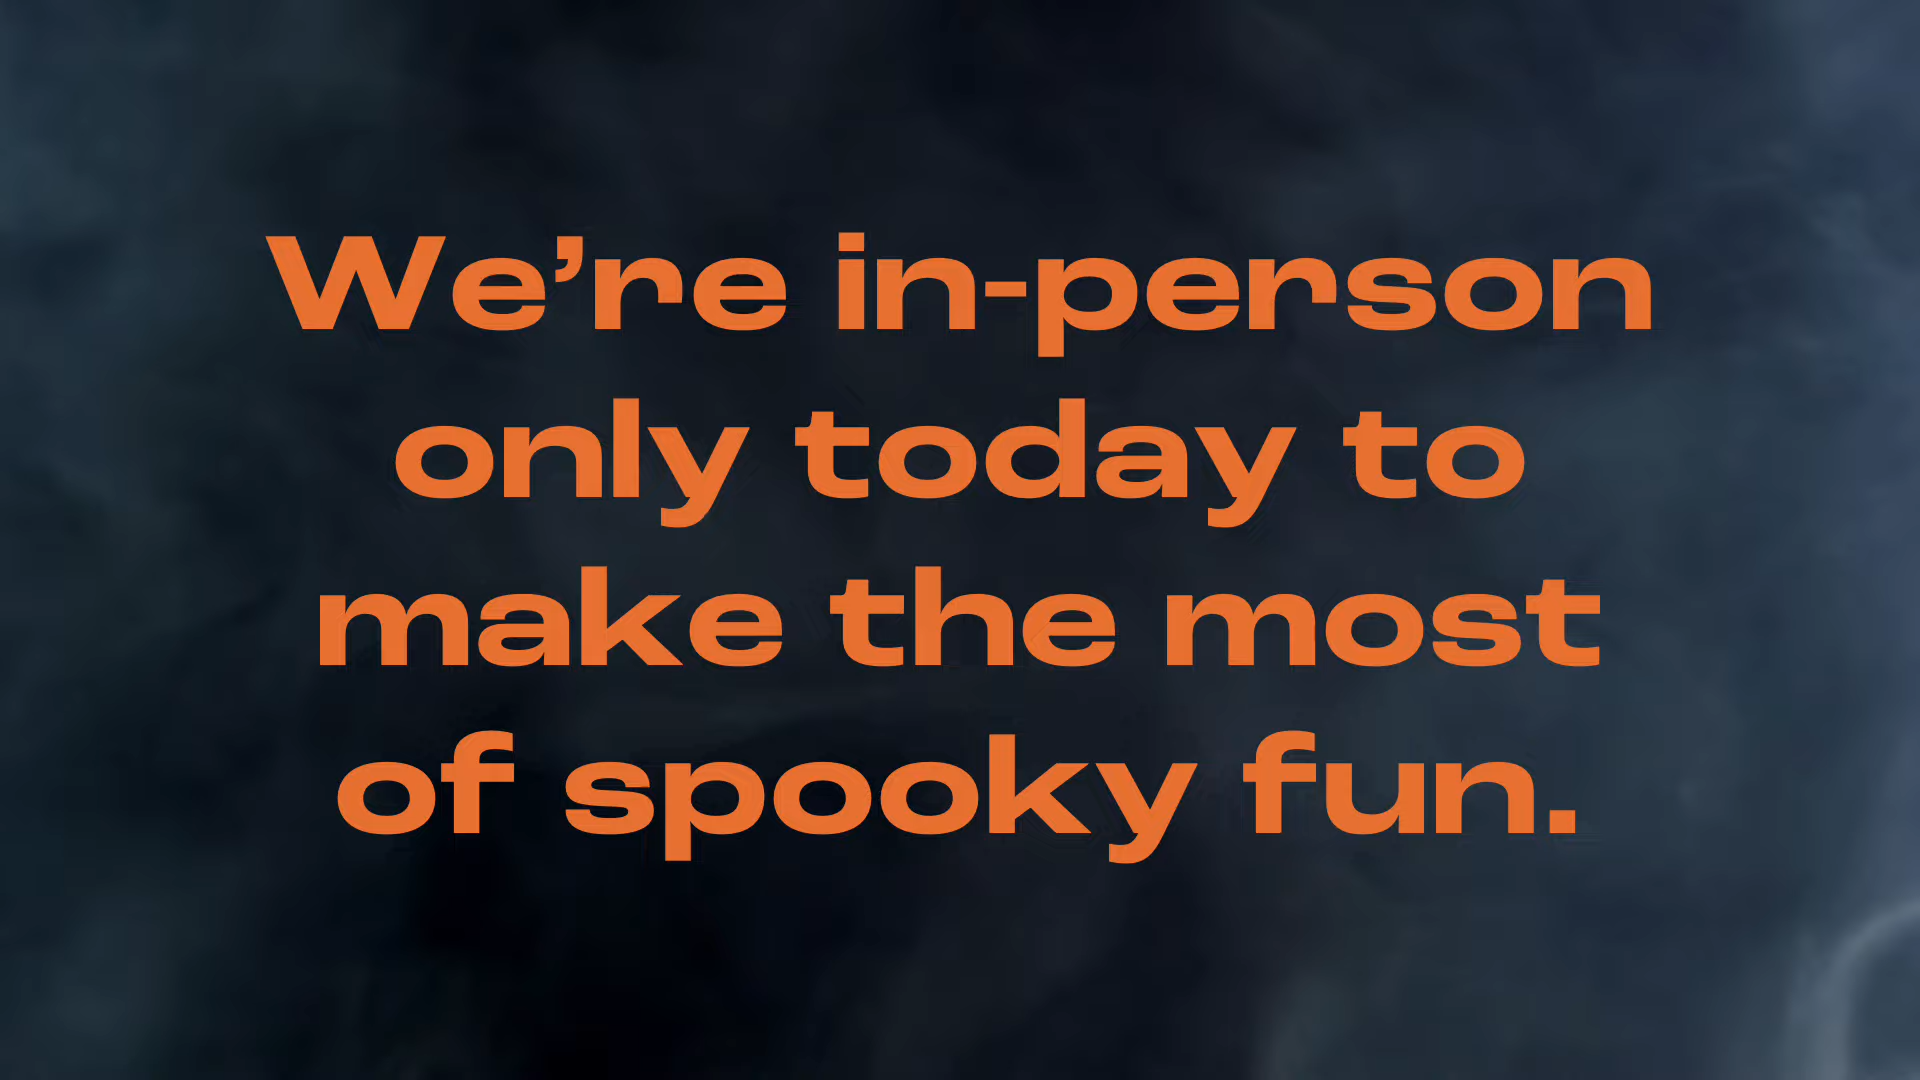 We’re in-person
only today to
make the most
of spooky fun.